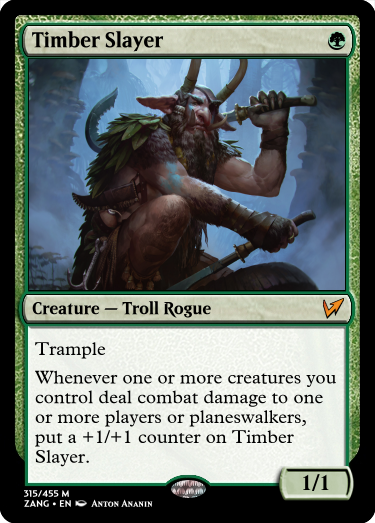 Timber Slayer
Creature — Troll Rogue
Trample
Whenever one or more creatures you
control deal combat damage to one
or more players or planeswalkers,
put a +1/+1 counter on Timber
Slayer.
315/455 M
ZANG • EN Anton Ananin
1/1